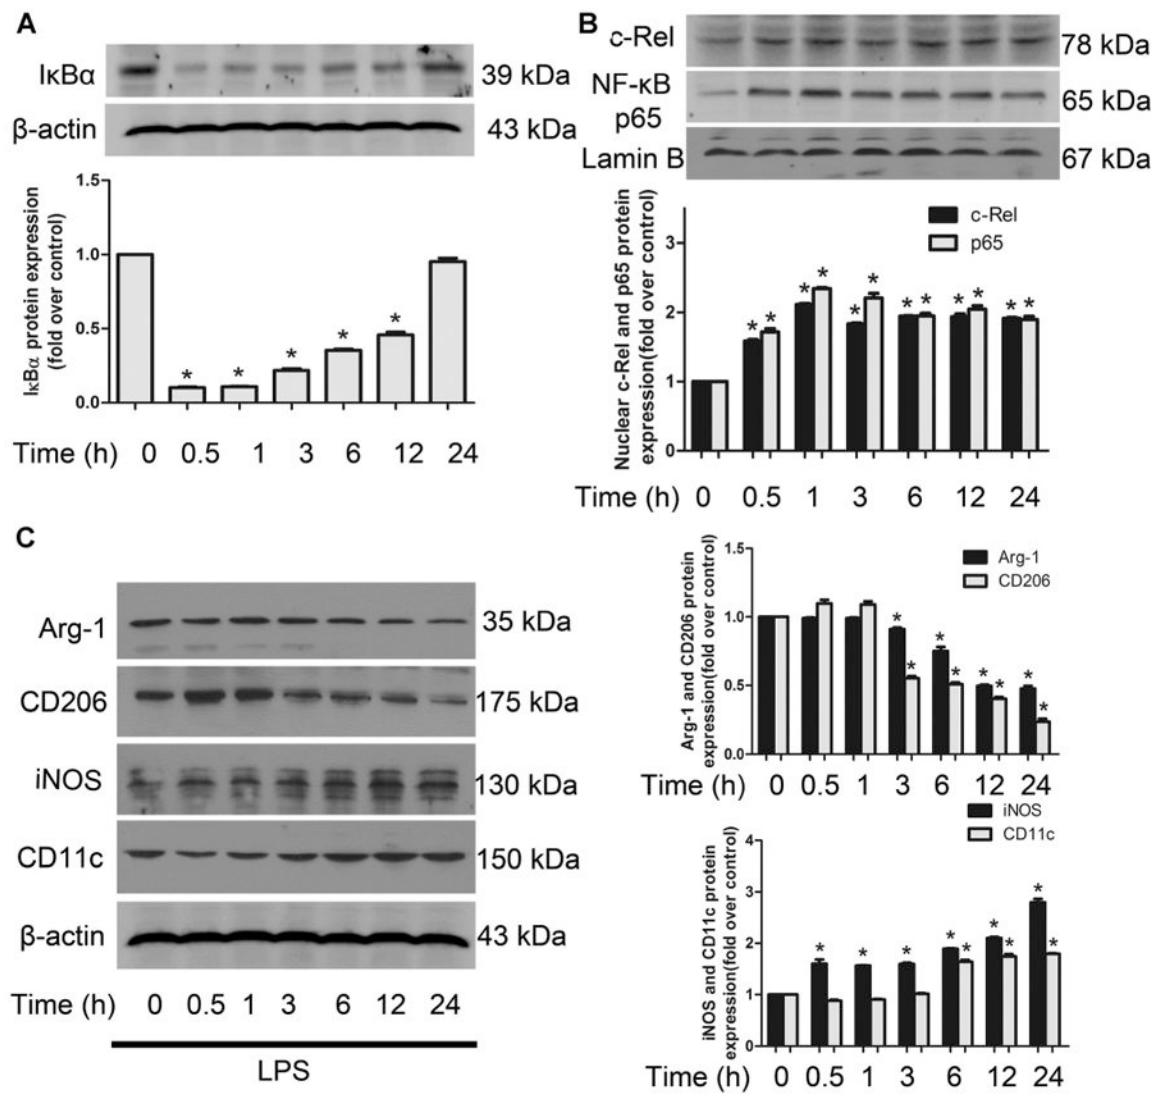 A
IκBα
39 kDa
β-actin
43 kDa
IκBα protein expression
(fold over control)
1.5
1.0
0.5
0.0
* * * * *
Time (h) 0 0.5 1 3 6 12 24
B
c-Rel
78 kDa
NF-κB
p65
65 kDa
Lamin B
67 kDa
Nuclear c-Rel and p65 protein
expression(fold over control)
3
2
1
0
c-Rel
p65
* * * * * * * * * * * *
Time (h) 0 0.5 1 3 6 12 24
C
Arg-1
35 kDa
CD206
175 kDa
iNOS
130 kDa
CD11c
150 kDa
β-actin
43 kDa
Time (h) 0 0.5 1 3 6 12 24
LPS
Arg-1 and CD206 protein
expression(fold over control)
1.5
1.0
0.5
0.0
Arg-1
CD206
* * * * * * * *
Time (h) 0 0.5 1 3 6 12 24
iNOS and CD11c protein
expression(fold over control)
4
3
2
1
0
iNOS
CD11c
* * * * * * * * *
Time (h) 0 0.5 1 3 6 12 24